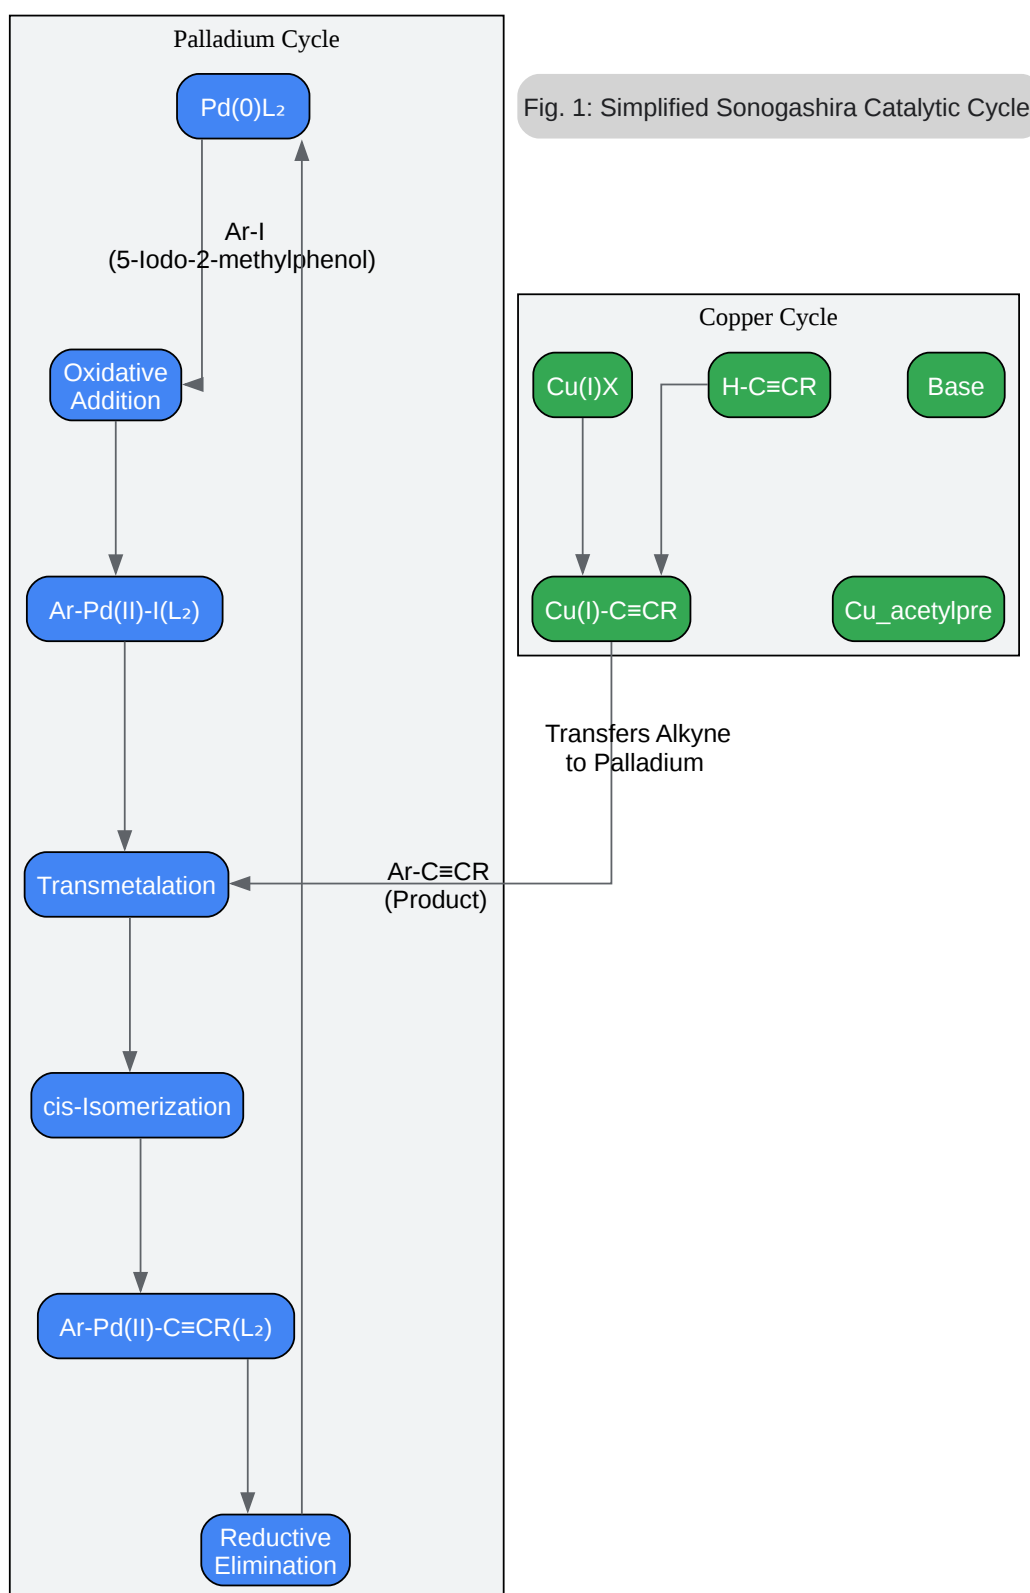 Palladium Cycle
Pd(0)L₂
Fig. 1: Simplified Sonogashira Catalytic Cycle
Ar-I
(5-Iodo-2-methylphenol)
Copper Cycle
Oxidative
Addition
Cu(I)X
H-C≡CR
Base
Ar-Pd(II)-I(L₂)
Cu(I)-C≡CR
Cu_acetylpre
Transfers Alkyne
to Palladium
Transmetalation
Ar-C≡CR
(Product)
cis-Isomerization
Ar-Pd(II)-C≡CR(L₂)
Reductive
Elimination